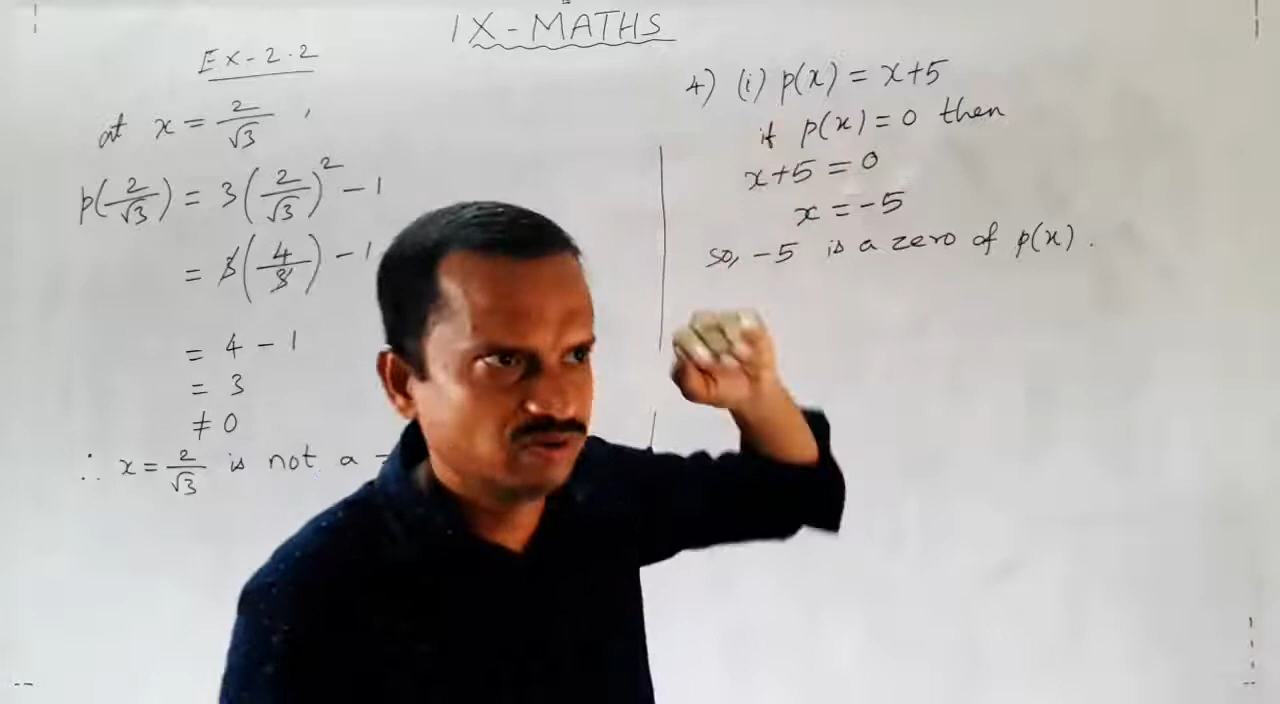 IX-MATHS
Ex-2.2
at x = 2/√3 ,
p(2/√3) = 3(2/√3)² - 1
= 3(4/3) - 1
= 4 - 1
= 3
≠ 0
∴ x = 2/√3 is not a
4) (i) p(x) = x+5
if p(x) = 0 then
x+5 = 0
x = -5
so, -5 is a zero of p(x).